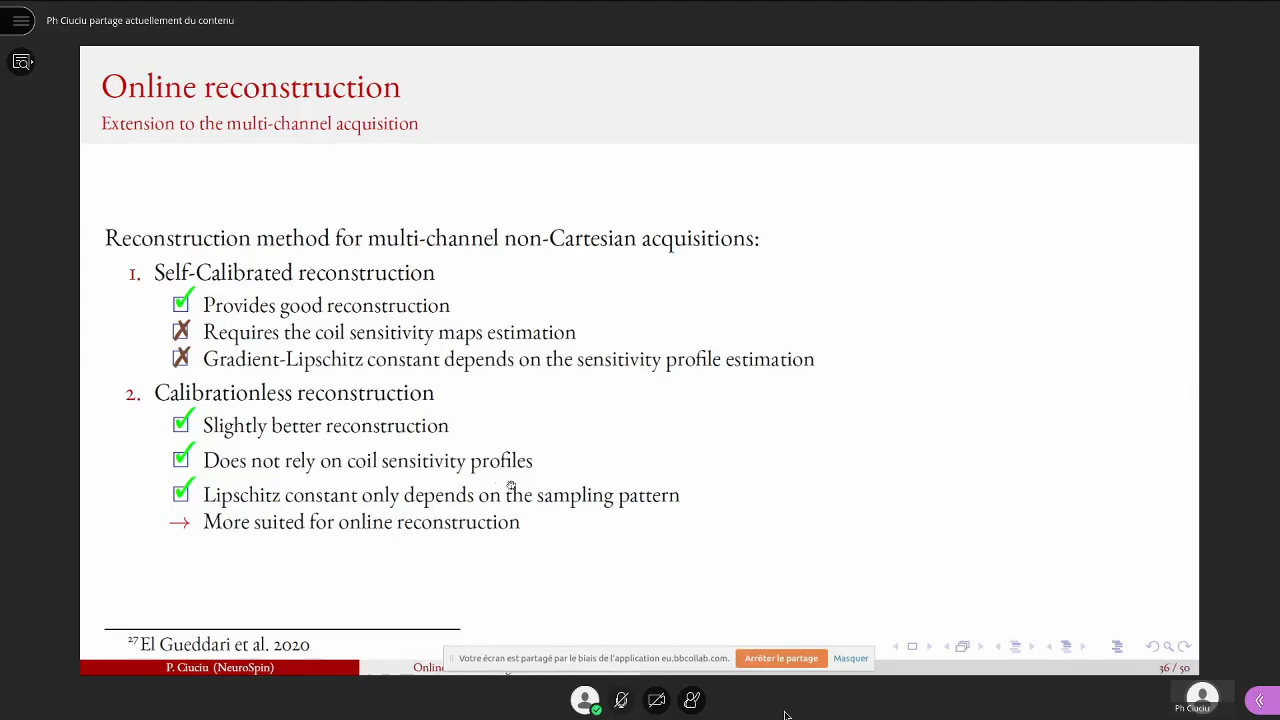 Ph Ciuciu partage actuellement du contenu
Online reconstruction
Extension to the multi-channel acquisition
Reconstruction method for multi-channel non-Cartesian acquisitions:
1. Self-Calibrated reconstruction
Provides good reconstruction
Requires the coil sensitivity maps estimation
Gradient-Lipschitz constant depends on the sensitivity profile estimation
2. Calibrationless reconstruction
Slightly better reconstruction
Does not rely on coil sensitivity profiles
Lipschitz constant only depends on the sampling pattern
→ More suited for online reconstruction
27El Gueddari et al. 2020
Votre écran est partagé par le biais de l'application eu.bbcollab.com. Arrêter le partage Masquer
P. Ciuciu (NeuroSpin) Onlin 36 / 50
Ph Ciuciu